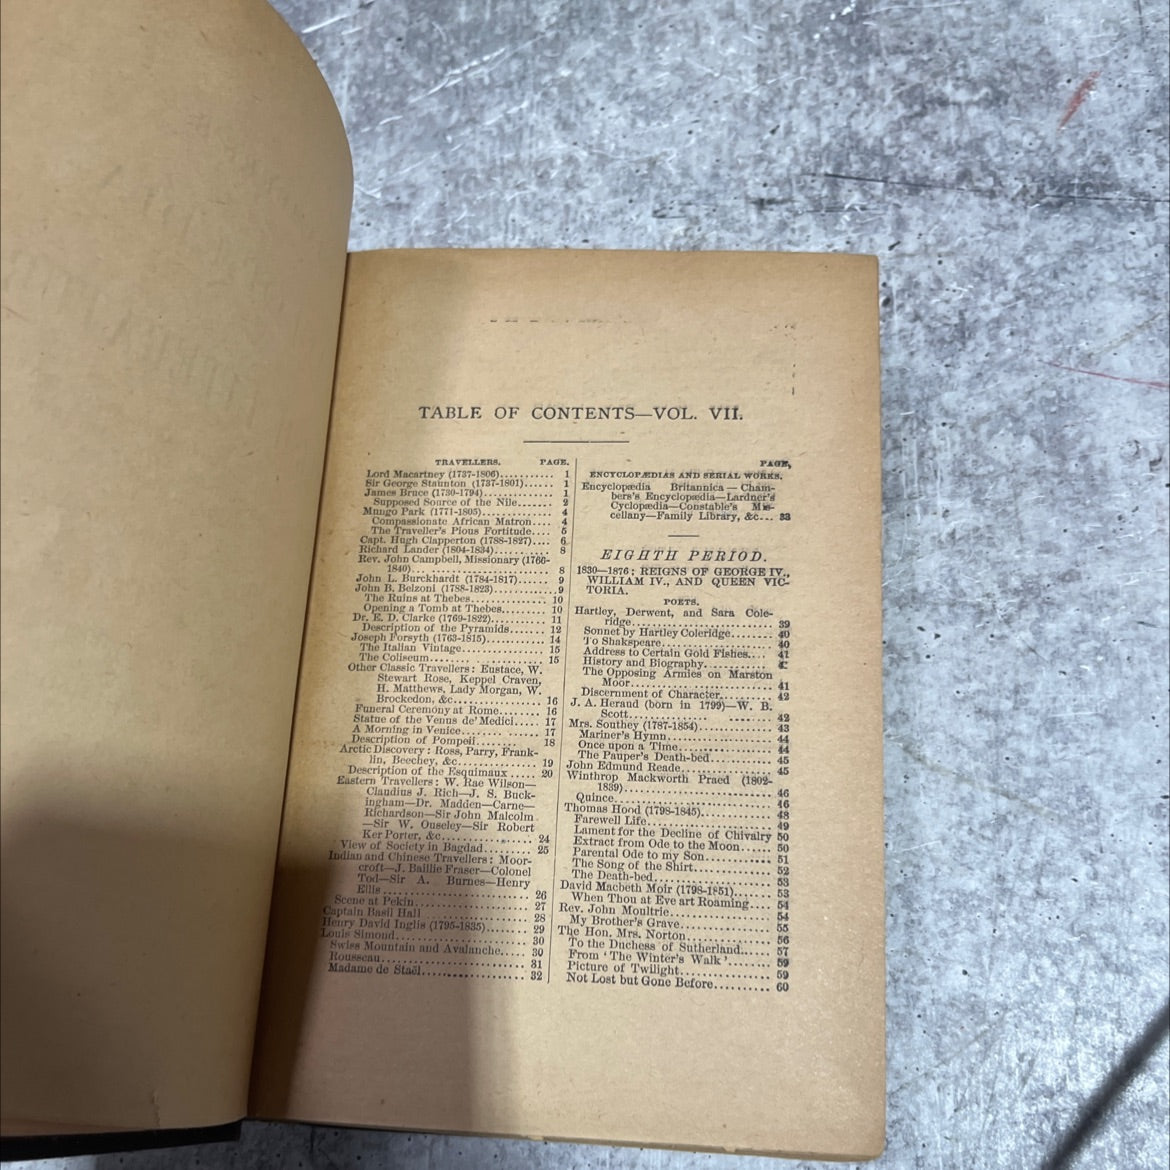 TABLE OF CONTENTS—VOL. VII.
TRAVELLERS. PAGE.
Lord Macartney (1737-1806)........... 1
Sir George Staunton (1737-1801)...... 1
James Bruce (1730-1794).............. 1
Supposed Source of the Nile...... 2
Mungo Park (1771-1805)............... 4
Compassionate African Matron.... 4
The Traveller's Pious Fortitude.... 5
Capt. Hugh Clapperton (1788-1827).... 6
Richard Lander (1804-1834)........... 8
Rev. John Campbell, Missionary (1766-
1840)............................ 8
John L. Burckhardt (1784-1817)....... 9
John B. Belzoni (1788-1823)..........9
The Ruins at Thebes.............. 10
Opening a Tomb at Thebes........ 10
Dr. E. D. Clarke (1769-1822)......... 11
Description of the Pyramids....... 12
Joseph Forsyth (1763-1815)........... 14
The Italian Vintage.............. 15
The Coliseum.... ............... 15
Other Classic Travellers: Eustace, W.
Stewart Rose, Keppel Craven,
H. Matthews, Lady Morgan, W.
Brockedon, &c................... 16
Funeral Ceremony at Rome........ 16
Statue of the Venus de' Medici..... 17
A Morning in Venice.............. 17
Description of Pompeii........... 18
Arctic Discovery: Ross, Parry, Frank-
lin, Beechey, &c................ 19
Description of the Esquimaux ..... 20
Eastern Travellers: W. Rae Wilson—
Claudius J. Rich—J. S. Buck-
ingham—Dr. Madden—Carne—
Richardson—Sir John Malcolm
—Sir W. Ouseley—Sir Robert
Ker Porter, &c.................. 24
View of Society in Bagdad........ 25
Indian and Chinese Travellers: Moor-
croft—J. Baillie Fraser—Colonel
Tod—Sir A. Burnes—Henry
Ellis............................ 26
Scene at Pekin................... 27
Captain Basil Hall .................. 28
Henry David Inglis (1795-1835)....... 29
Louis Simond......................... 30
Swiss Mountain and Avalanche..... 30
Rousseau......................... 31
Madame de Staël.................. 32
PAGE,
ENCYCLOPÆDIAS AND SERIAL WORKS.
Encyclopædia Britannica—Cham-
bers's Encyclopædia—Lardner's
Cyclopædia—Constable's Mis-
cellany—Family Library, &c... 33
EIGHTH PERIOD.
1830—1876: REIGNS OF GEORGE IV.,
WILLIAM IV., AND QUEEN VIC-
TORIA.
POETS.
Hartley, Derwent, and Sara Cole-
ridge........................... 39
Sonnet by Hartley Coleridge........ 40
To Shakspeare.................... 40
Address to Certain Gold Fishes.... 41
History and Biography............
The Opposing Armies on Marston
Moor............................ 41
Discernment of Character......... 42
J. A. Heraud (born in 1799)—W. B.
Scott........................... 42
Mrs. Southey (1787-1854)............. 43
Mariner's Hymn................... 44
Once upon a Time................. 44
The Pauper's Death-bed........... 45
John Edmund Reade.................... 45
Winthrop Mackworth Praed (1802-
1839)........................... 46
Quince........................... 46
Thomas Hood (1798-1845).............. 48
Farewell Life.................... 49
Lament for the Decline of Chivalry 50
Extract from Ode to the Moon..... 50
Parental Ode to my Son........... 51
The Song of the Shirt............ 52
The Death-bed.................... 53
David Macbeth Moir (1798-1851)....... 53
When Thou at Eve art Roaming.... 54
Rev. John Moultrie................... 54
My Brother's Grave............... 55
The Hon. Mrs. Norton................. 56
To the Duchess of Sutherland..... 57
From 'The Winter's Walk'......... 59
Picture of Twilight.............. 59
Not Lost but Gone Before......... 60